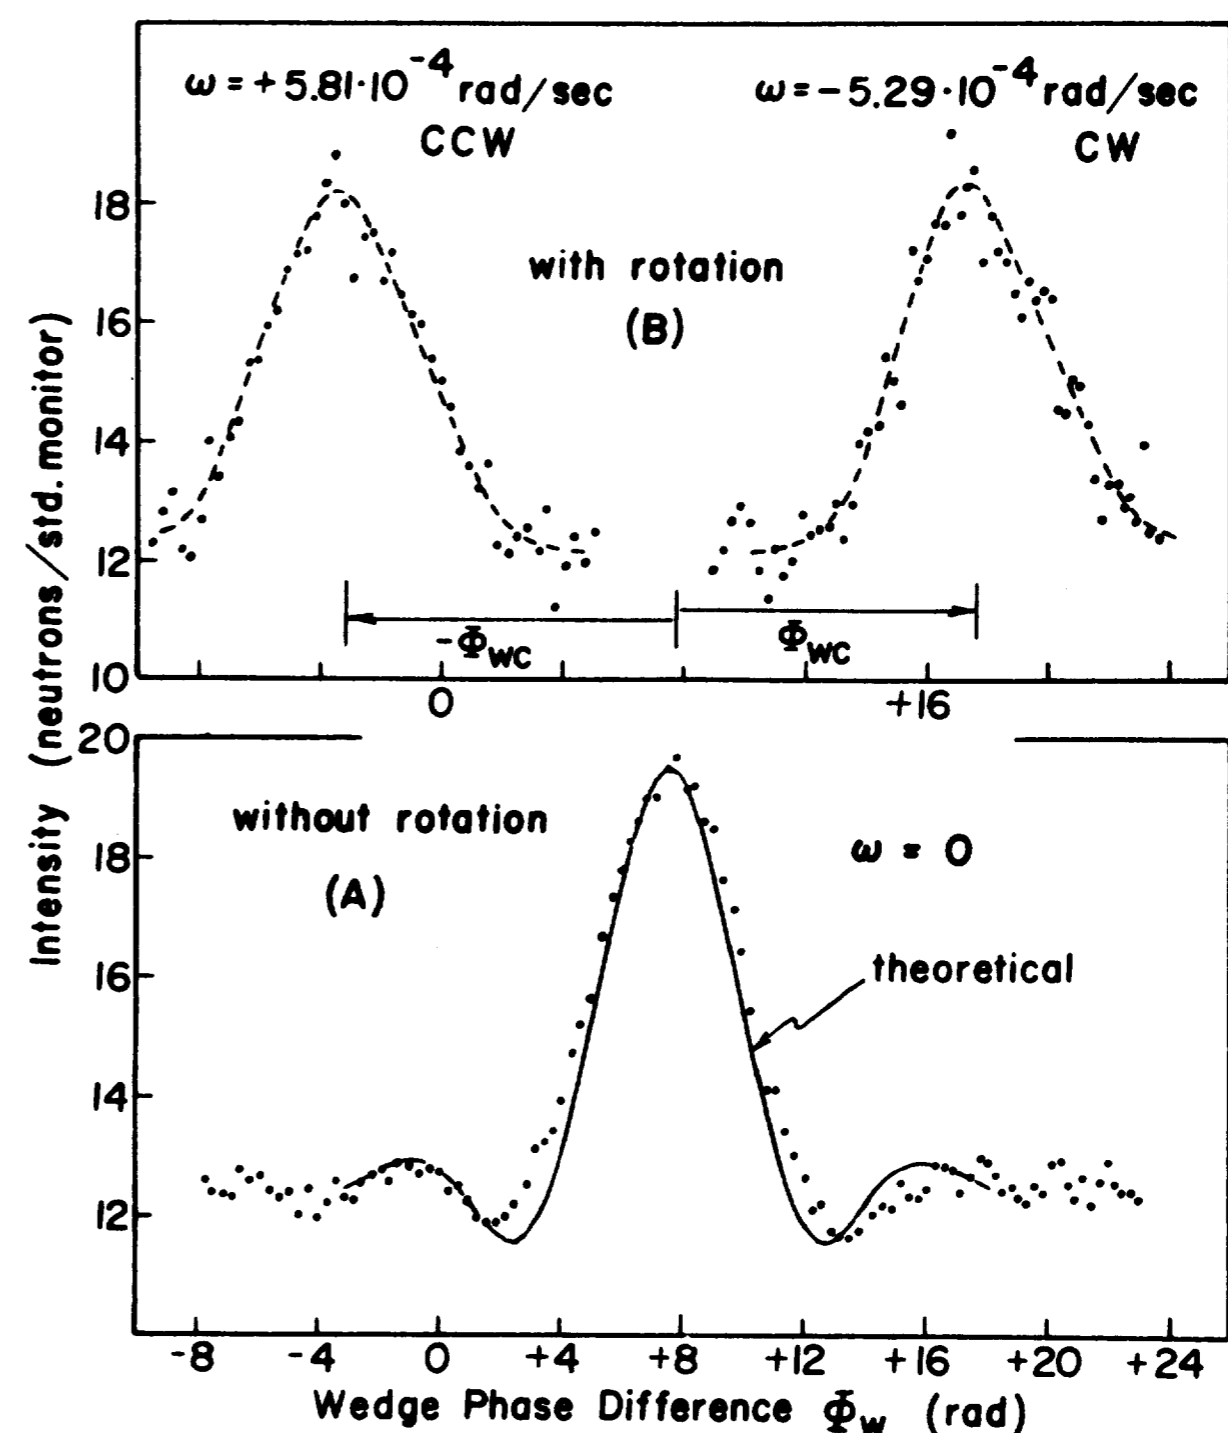 ω = +5.81·10⁻⁴ rad/sec
CCW
ω = −5.29·10⁻⁴ rad/sec
CW
with rotation
(B)
18
16
14
12
10
-Φwc
Φwc
0
+16
20
18
16
14
12
without rotation
(A)
ω = 0
theoretical
-8 -4 0 +4 +8 +12 +16 +20 +24
Wedge Phase Difference Φw (rad)
Intensity (neutrons/std. monitor)